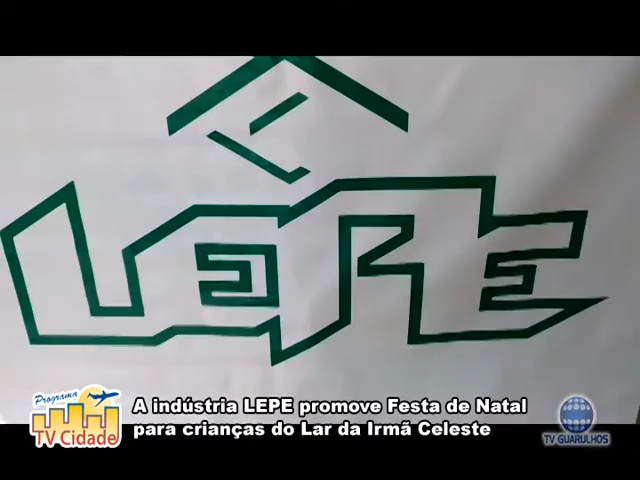 LEPE
Programa
TV Cidade
A indústria LEPE promove Festa de Natal
para crianças do Lar da Irmã Celeste
TV GUARULHOS